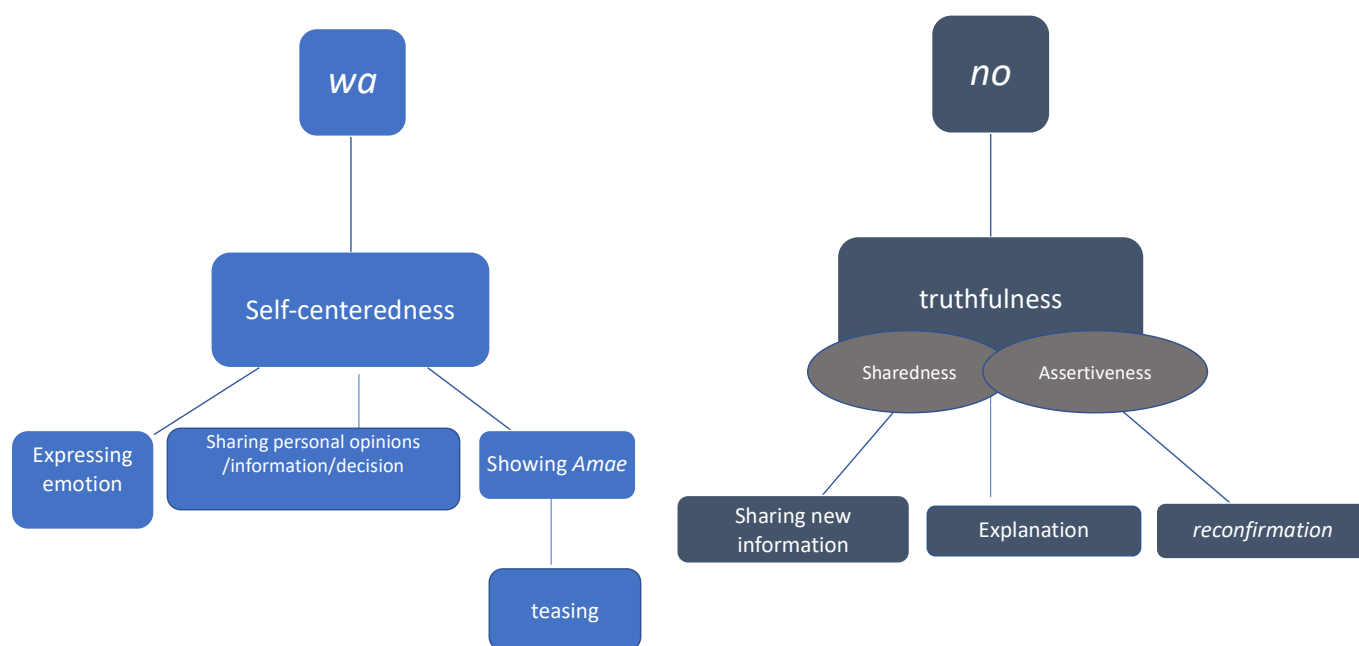 wa
Self-centeredness
Expressing
emotion
Sharing personal opinions
/information/decision
Showing Amae
teasing
no
truthfulness
Sharedness
Assertiveness
Sharing new
information
Explanation
reconfirmation